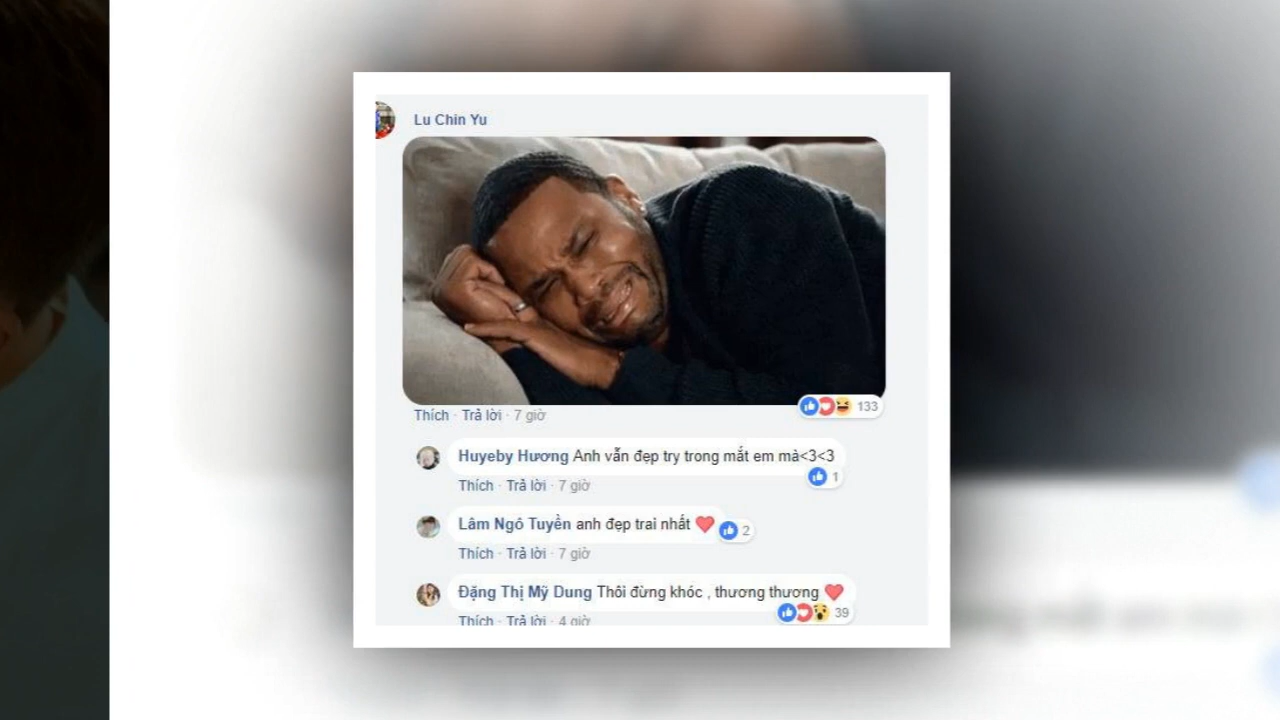 Lu Chin Yu
Thích · Trả lời · 7 giờ
133
Huyeby Hương Anh vẫn đẹp try trong mắt em mà<3<3
1
Thích · Trả lời · 7 giờ
Lâm Ngô Tuyền anh đẹp trai nhất ❤
2
Thích · Trả lời · 7 giờ
Đặng Thị Mỹ Dung Thôi đừng khóc , thương thương ❤
39
Thích · Trả lời · 4 giờ